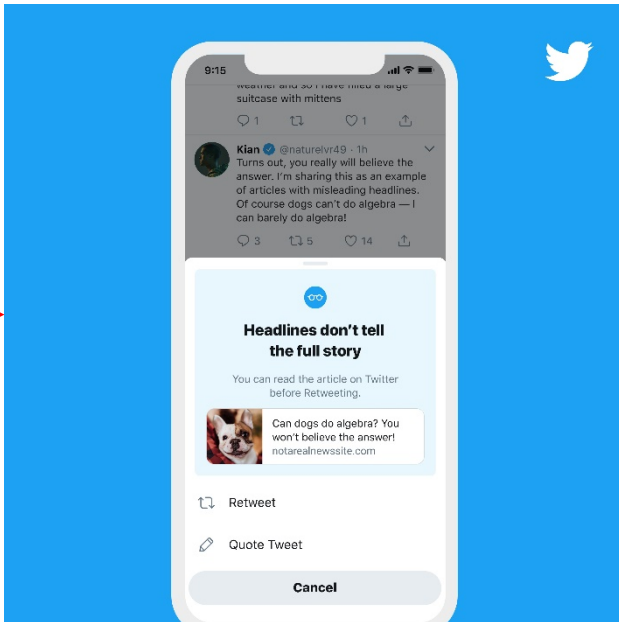 9:15
weather and so I have filled a large
suitcase with mittens
1 1
Kian @naturelvr49 · 1h
Turns out, you really will believe the
answer. I'm sharing this as an example
of articles with misleading headlines.
Of course dogs can't do algebra — I
can barely do algebra!
3 5 14
Headlines don't tell
the full story
You can read the article on Twitter
before Retweeting.
Can dogs do algebra? You
won't believe the answer!
notarealnewssite.com
Retweet
Quote Tweet
Cancel